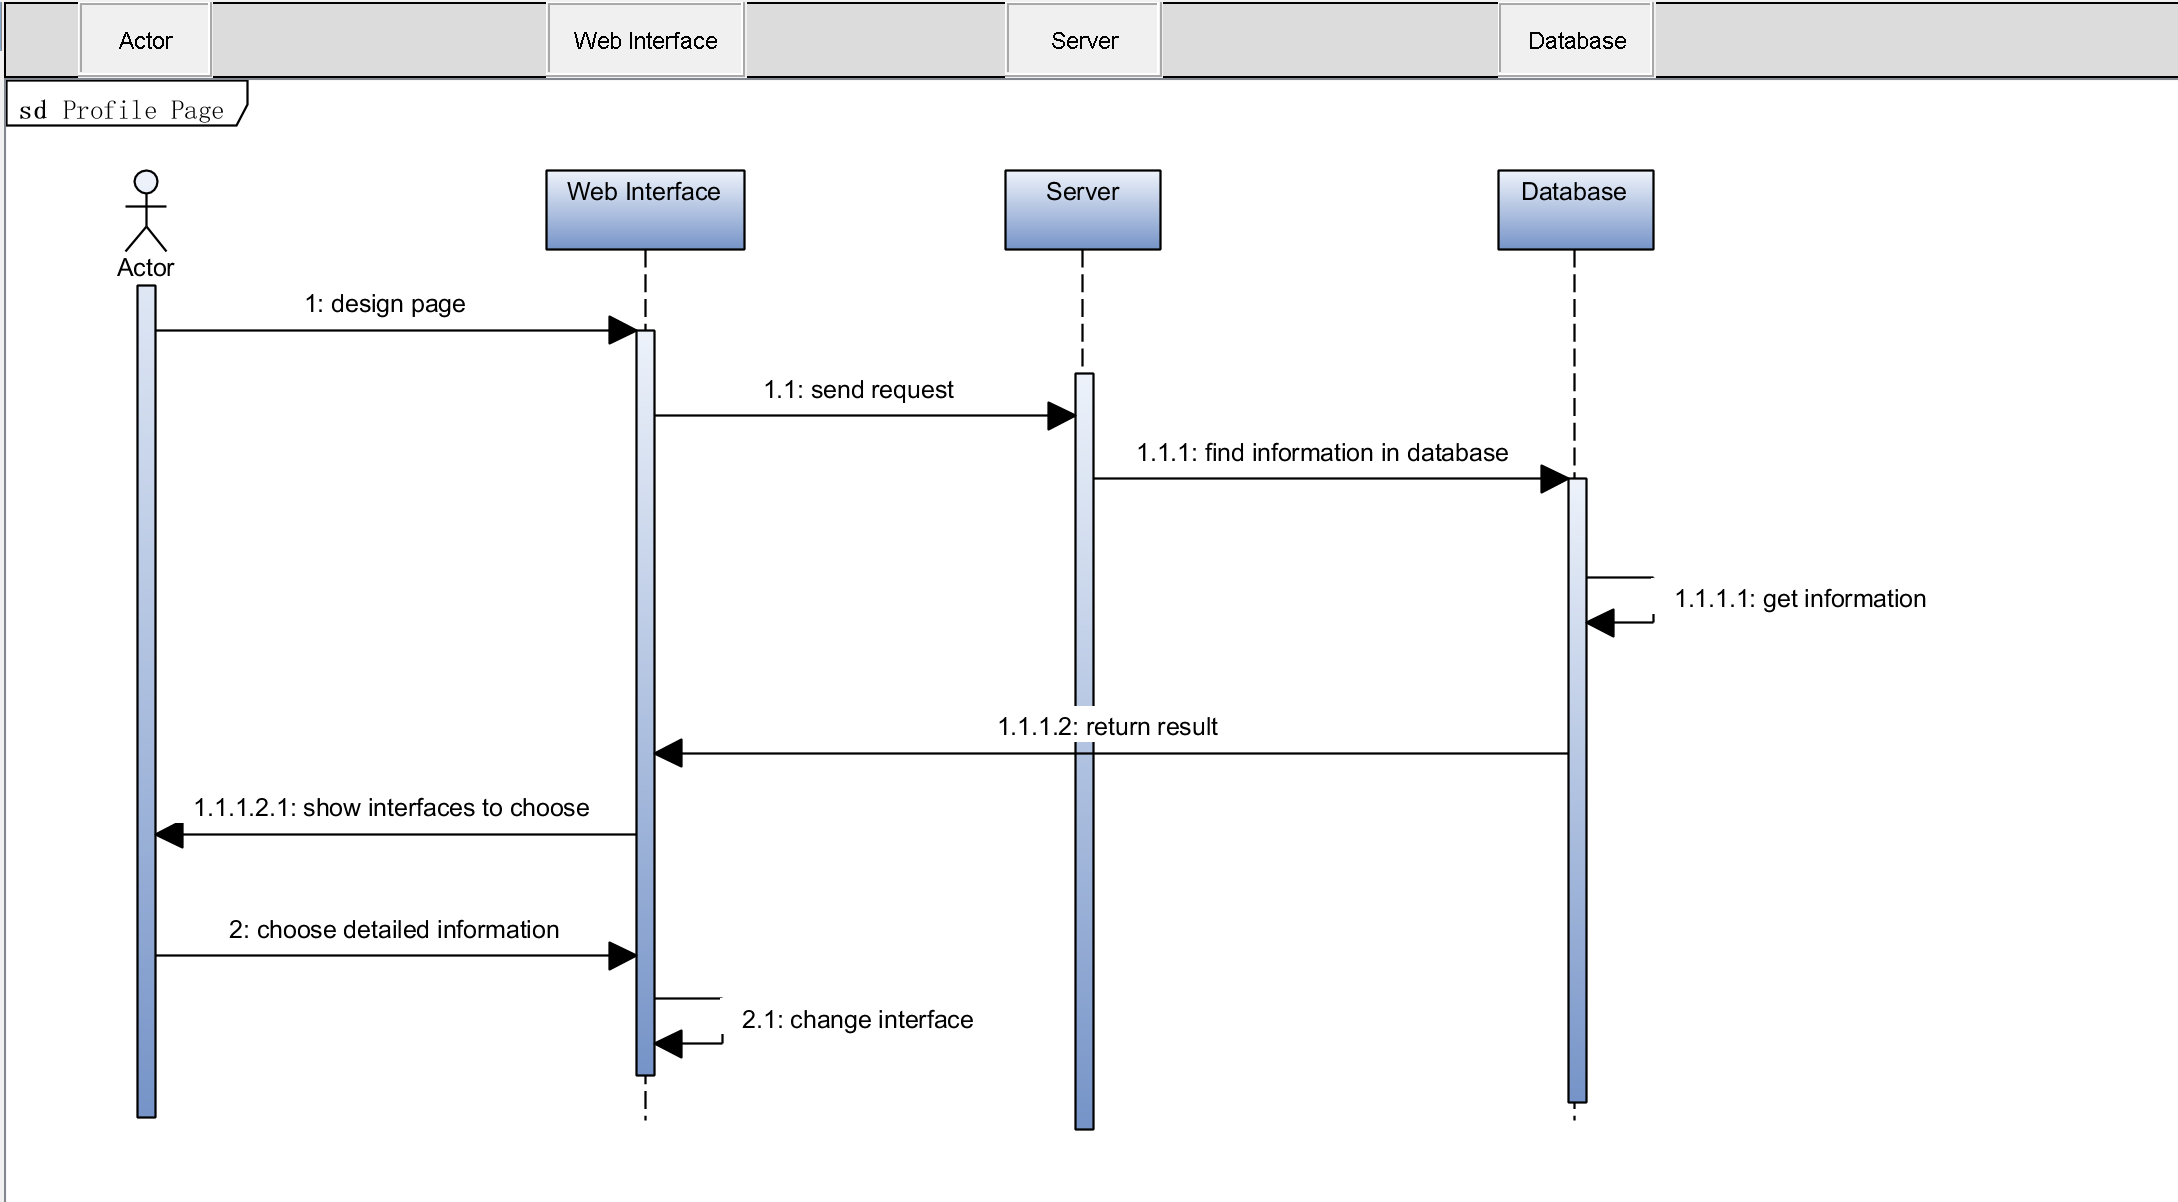 Actor
Web Interface
Server
Database
sd Profile Page
Web Interface
Server
Database
Actor
1: design page
1.1: send request
1.1.1: find information in database
1.1.1.1: get information
1.1.1.2: return result
1.1.1.2.1: show interfaces to choose
2: choose detailed information
2.1: change interface